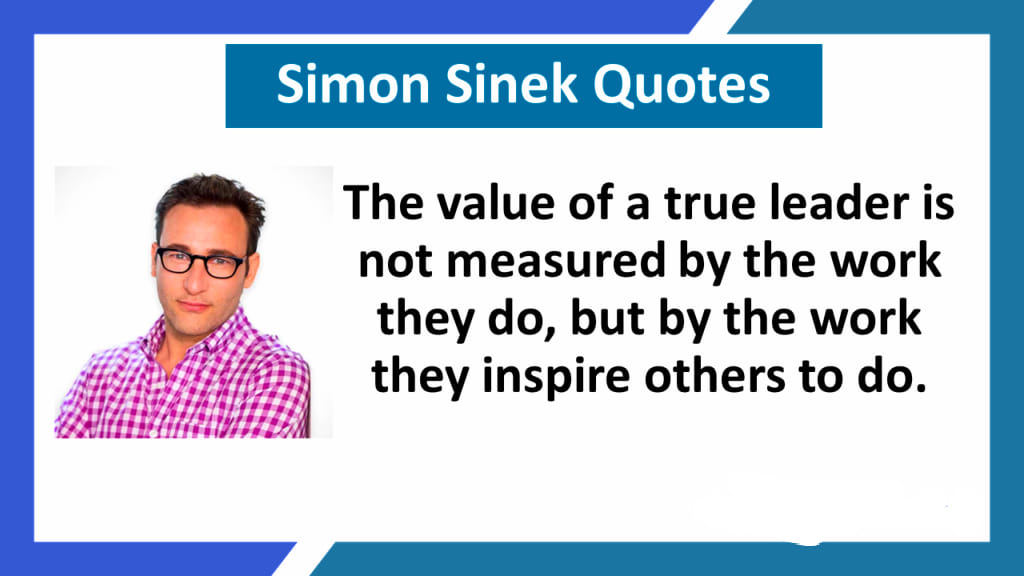 Simon Sinek Quotes
The value of a true leader is
not measured by the work
they do, but by the work
they inspire others to do.